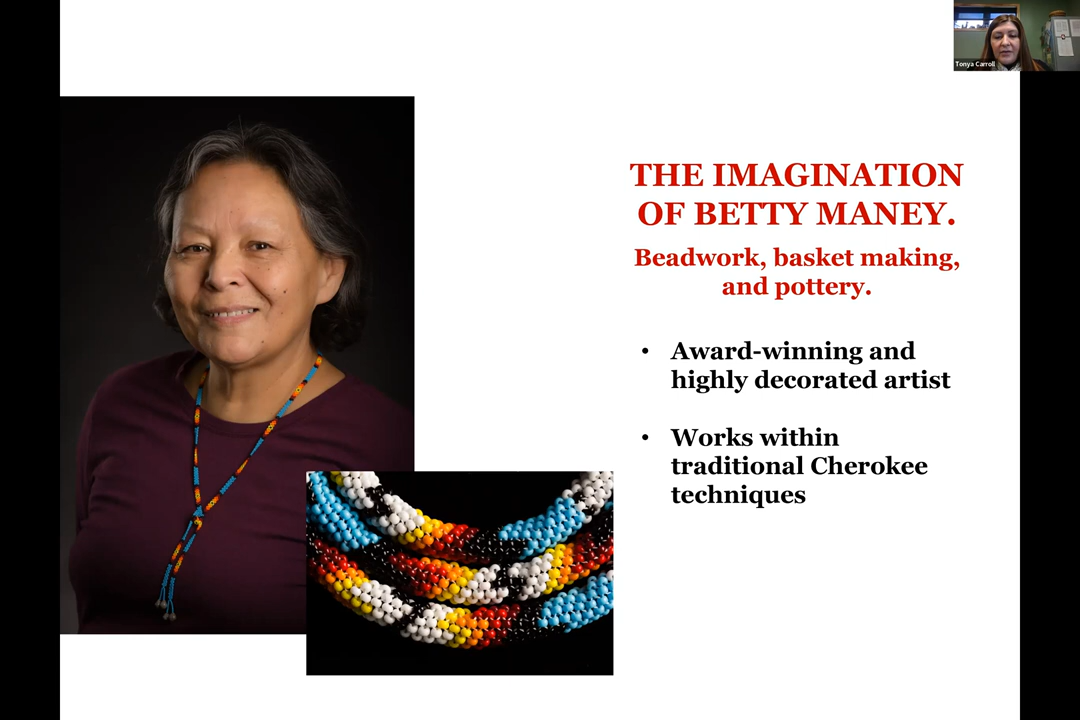 Tonya Carroll
THE IMAGINATION
OF BETTY MANEY.
Beadwork, basket making,
and pottery.
• Award-winning and
highly decorated artist
• Works within
traditional Cherokee
techniques